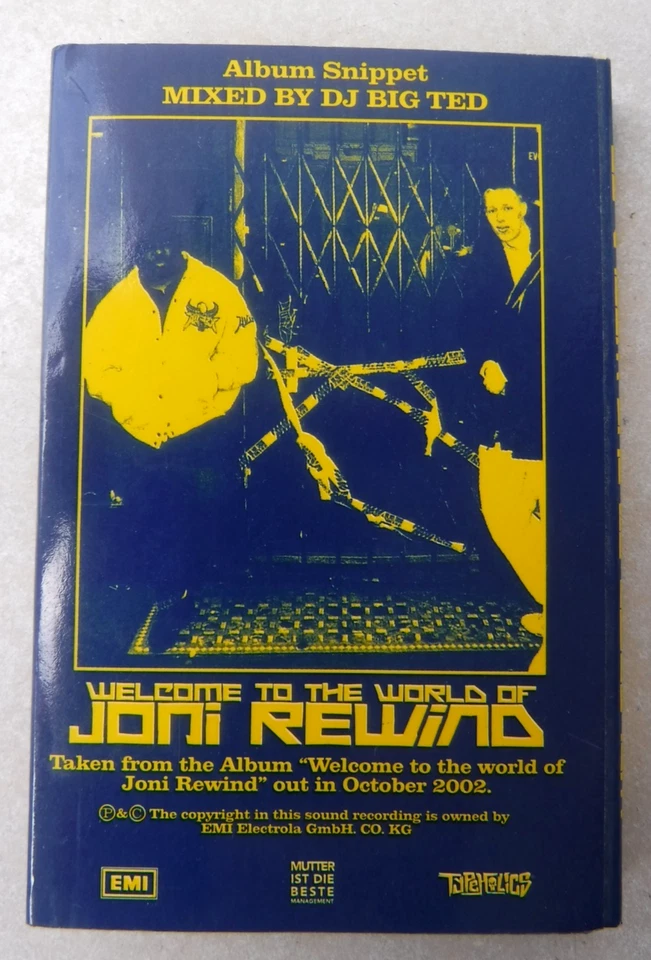 Album Snippet
MIXED BY DJ BIG TED
EV
WELCOME TO THE WORLD OF
JONI REWIND
Taken from the Album “Welcome to the world of
Joni Rewind” out in October 2002.
Ⓟ&© The copyright in this sound recording is owned by
EMI Electrola GmbH. CO. KG
EMI
MUTTER
IST DIE
BESTE
MANAGEMENT
TYPEHOLICS